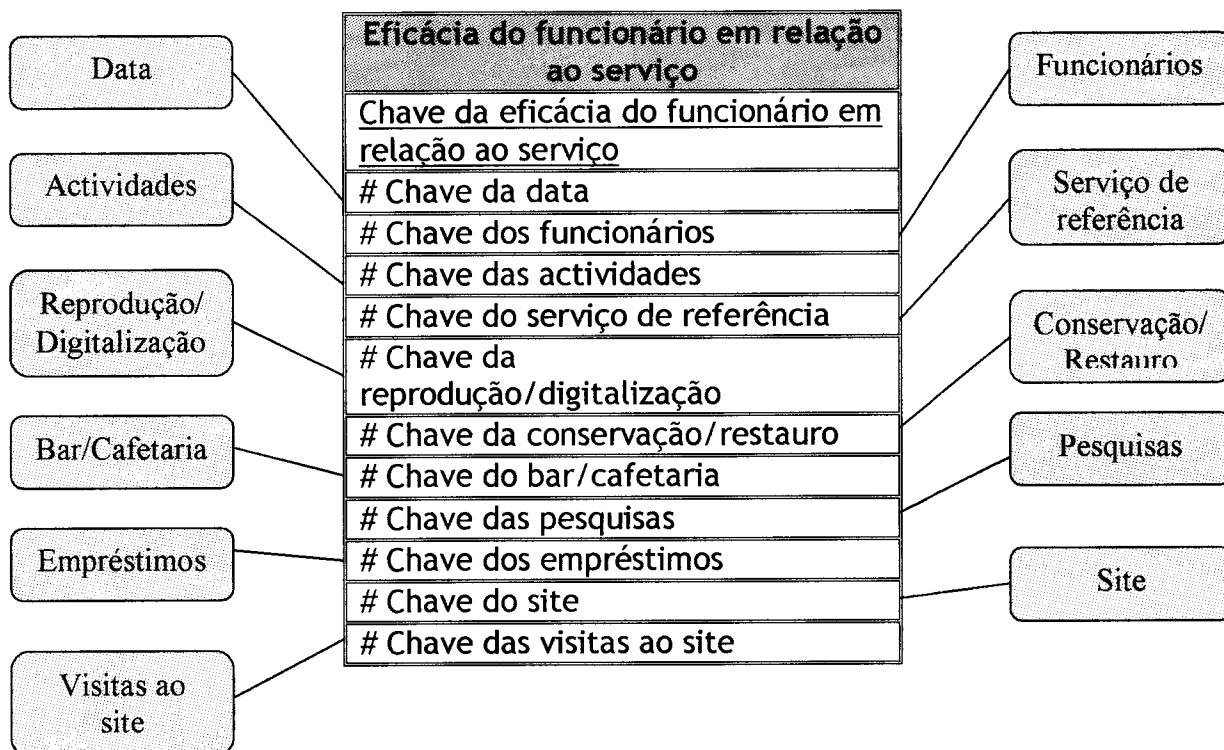 Data
Actividades
Reprodução/
Digitalização
Bar/Cafetaria
Empréstimos
Visitas ao
site
Eficácia do funcionário em relação
ao serviço
Chave da eficácia do funcionário em
relação ao serviço
# Chave da data
# Chave dos funcionários
# Chave das actividades
# Chave do serviço de referência
# Chave da
reprodução/digitalização
# Chave da conservação/restauro
# Chave do bar/cafetaria
# Chave das pesquisas
# Chave dos empréstimos
# Chave do site
# Chave das visitas ao site
Funcionários
Serviço de
referência
Conservação/
Restauro
Pesquisas
Site